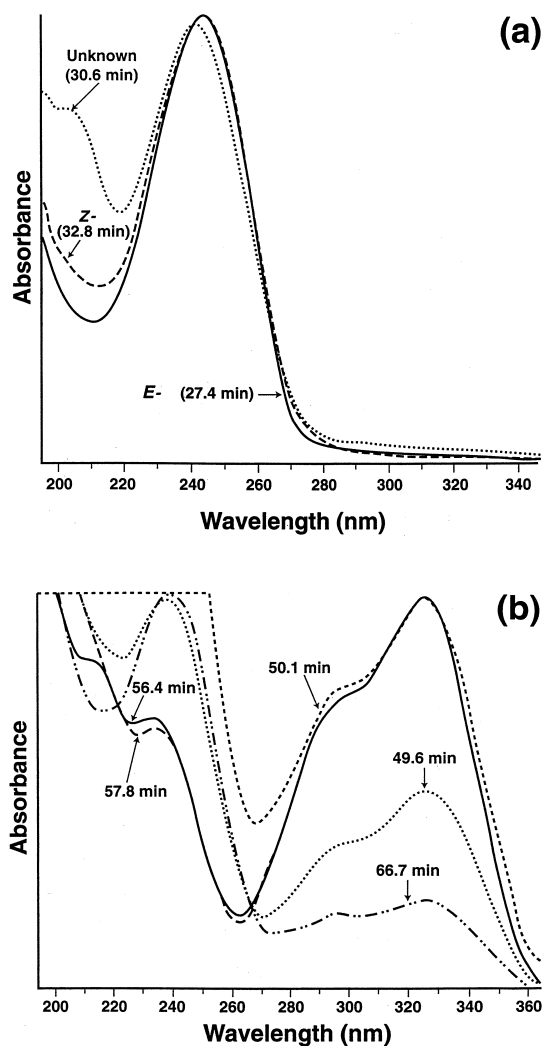 (a)
Unknown
(30.6 min)
Z-
(32.8 min)
E- (27.4 min)
Absorbance
200 220 240 260 280 300 320 340
Wavelength (nm)
(b)
50.1 min
56.4 min
49.6 min
57.8 min
66.7 min
Absorbance
200 220 240 260 280 300 320 340 360
Wavelength (nm)